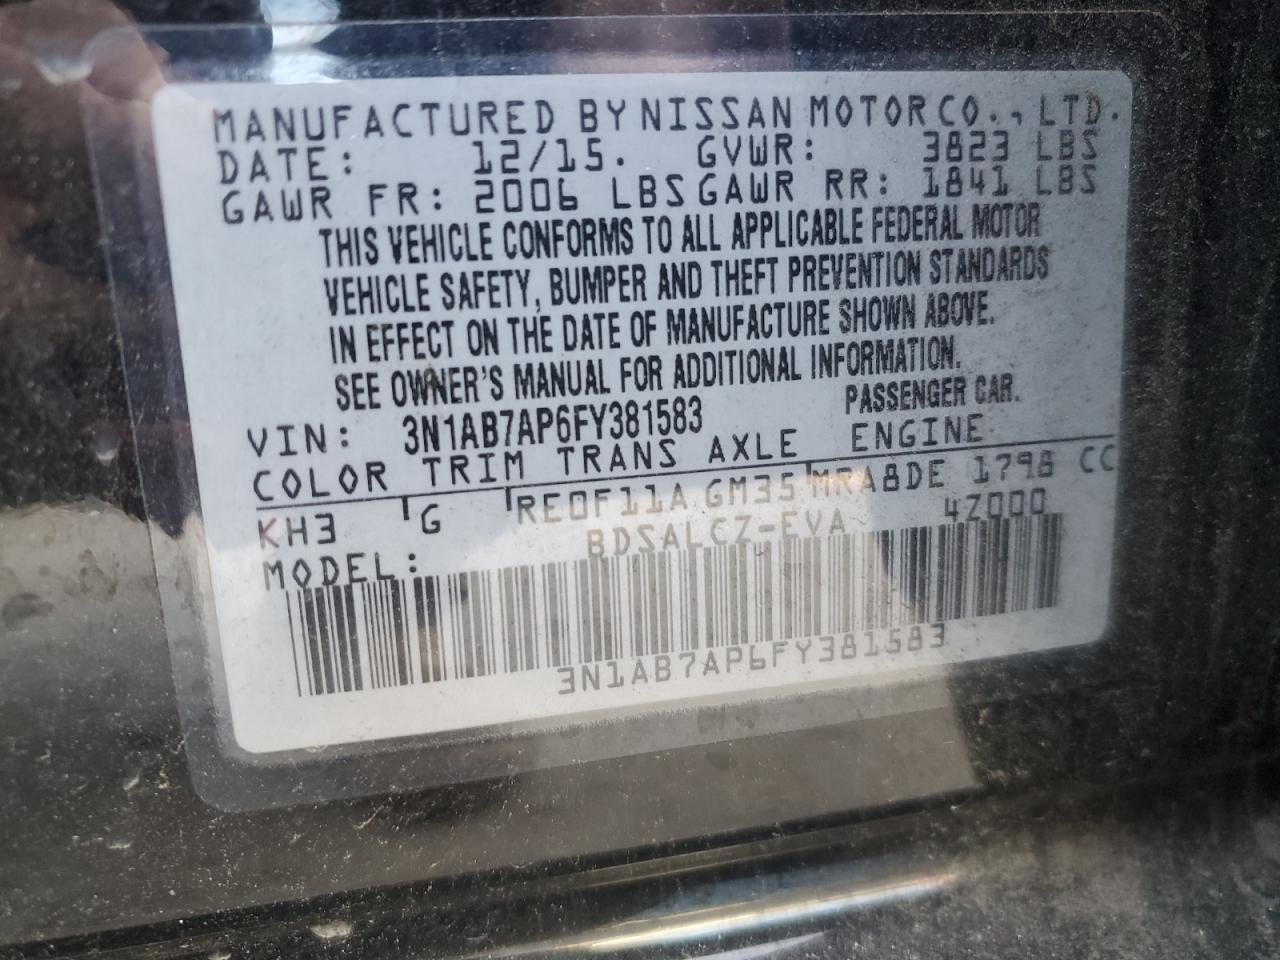 MANUFACTURED BY NISSAN MOTOR CO., LTD.
DATE: 12/15. GVWR: 3823 LBS
GAWR FR: 2006 LBS GAWR RR: 1841 LBS
THIS VEHICLE CONFORMS TO ALL APPLICABLE FEDERAL MOTOR
VEHICLE SAFETY, BUMPER AND THEFT PREVENTION STANDARDS
IN EFFECT ON THE DATE OF MANUFACTURE SHOWN ABOVE.
SEE OWNER'S MANUAL FOR ADDITIONAL INFORMATION.
VIN: 3N1AB7AP6FY381583 PASSENGER CAR.
COLOR TRIM TRANS AXLE ENGINE
KH3 G RE0F11A GM35 MRA8DE 1798 CC
MODEL: BDSALCZ-EVA 4Z000
3N1AB7AP6FY381583